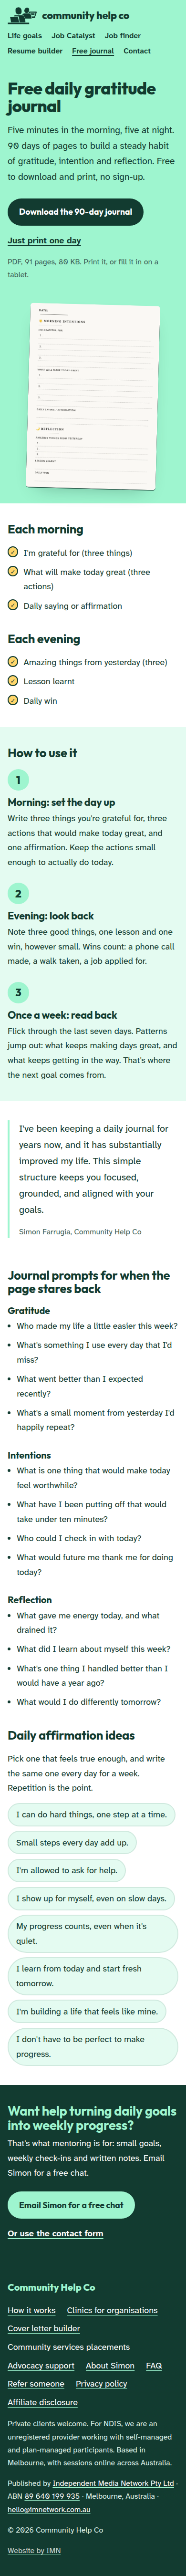 community help co
Life goals Job Catalyst Job finder
Resume builder Free journal Contact
Free daily gratitude
journal
Five minutes in the morning, five at night.
90 days of pages to build a steady habit
of gratitude, intention and reflection. Free
to download and print, no sign-up.
Download the 90-day journal
Just print one day
PDF, 91 pages, 80 KB. Print it, or fill it in on a
tablet.
Each morning
I'm grateful for (three things)
What will make today great (three
actions)
Daily saying or affirmation
Each evening
Amazing things from yesterday (three)
Lesson learnt
Daily win
How to use it
1
Morning: set the day up
Write three things you're grateful for, three
actions that would make today great, and
one affirmation. Keep the actions small
enough to actually do today.
2
Evening: look back
Note three good things, one lesson and one
win, however small. Wins count: a phone call
made, a walk taken, a job applied for.
3
Once a week: read back
Flick through the last seven days. Patterns
jump out: what keeps making days great, and
what keeps getting in the way. That's where
the next goal comes from.
I've been keeping a daily journal for
years now, and it has substantially
improved my life. This simple
structure keeps you focused,
grounded, and aligned with your
goals.
Simon Farrugia, Community Help Co
Journal prompts for when the
page stares back
Gratitude
Who made my life a little easier this week?
What's something I use every day that I'd
miss?
What went better than I expected
recently?
What's a small moment from yesterday I'd
happily repeat?
Intentions
What is one thing that would make today
feel worthwhile?
What have I been putting off that would
take under ten minutes?
Who could I check in with today?
What would future me thank me for doing
today?
Reflection
What gave me energy today, and what
drained it?
What did I learn about myself this week?
What's one thing I handled better than I
would have a year ago?
What would I do differently tomorrow?
Daily affirmation ideas
Pick one that feels true enough, and write
the same one every day for a week.
Repetition is the point.
I can do hard things, one step at a time.
Small steps every day add up.
I'm allowed to ask for help.
I show up for myself, even on slow days.
My progress counts, even when it's
quiet.
I learn from today and start fresh
tomorrow.
I'm building a life that feels like mine.
I don't have to be perfect to make
progress.
Want help turning daily goals
into weekly progress?
That's what mentoring is for: small goals,
weekly check-ins and written notes. Email
Simon for a free chat.
Email Simon for a free chat
Or use the contact form
Community Help Co
How it works Clinics for organisations
Cover letter builder
Community services placements
Advocacy support About Simon FAQ
Refer someone Privacy policy
Affiliate disclosure
Private clients welcome. For NDIS, we are an
unregistered provider working with self-managed
and plan-managed participants. Based in
Melbourne, with sessions online across Australia.
Published by Independent Media Network Pty Ltd ·
ABN 89 640 199 935 · Melbourne, Australia ·
hello@imnetwork.com.au
© 2026 Community Help Co
Website by IMN